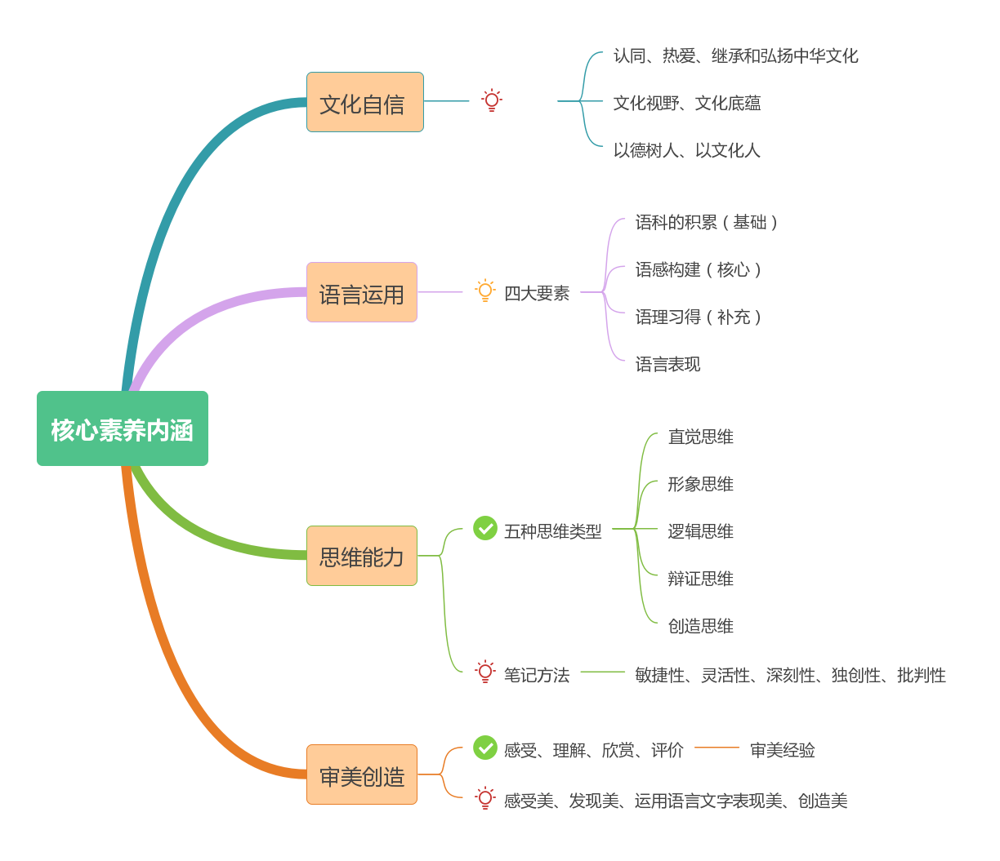 核心素养内涵
文化自信
认同、热爱、继承和弘扬中华文化
文化视野、文化底蕴
以德树人、以文化人
语言运用
四大要素
语科的积累（基础）
语感构建（核心）
语理习得（补充）
语言表现
思维能力
五种思维类型
直觉思维
形象思维
逻辑思维
辩证思维
创造思维
笔记方法
敏捷性、灵活性、深刻性、独创性、批判性
审美创造
感受、理解、欣赏、评价
审美经验
感受美、发现美、运用语言文字表现美、创造美